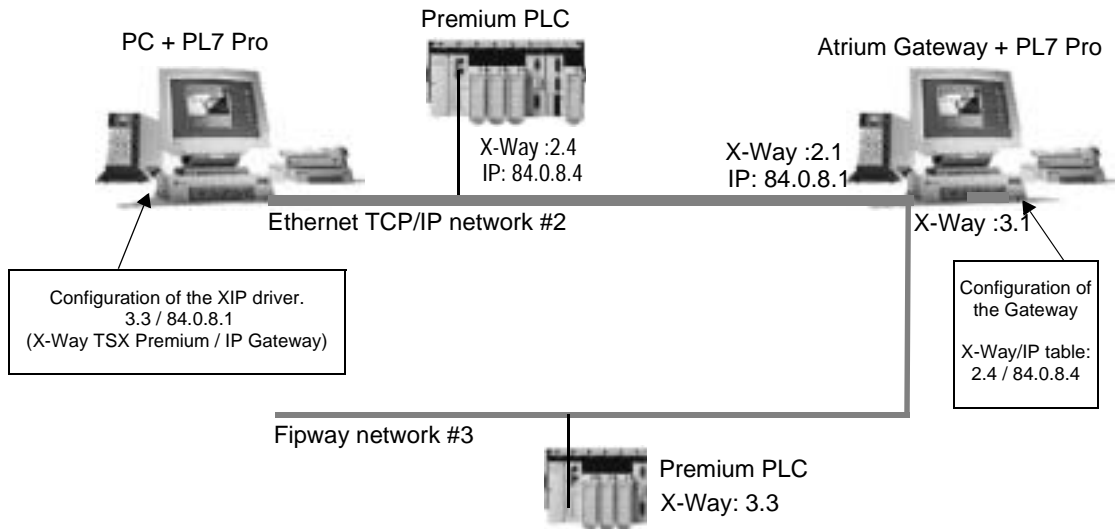 Premium PLC
PC + PL7 Pro
Atrium Gateway + PL7 Pro
X-Way :2.4
IP: 84.0.8.4
X-Way :2.1
IP: 84.0.8.1
Ethernet TCP/IP network #2
X-Way :3.1
Configuration of the XIP driver.
3.3 / 84.0.8.1
(X-Way TSX Premium / IP Gateway)
Configuration of
the Gateway
X-Way/IP table:
2.4 / 84.0.8.4
Fipway network #3
Premium PLC
X-Way: 3.3